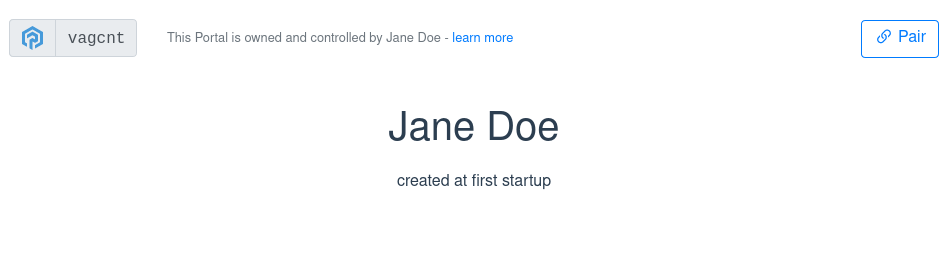 vagcnt
This Portal is owned and controlled by Jane Doe - learn more
Pair
Jane Doe
created at first startup